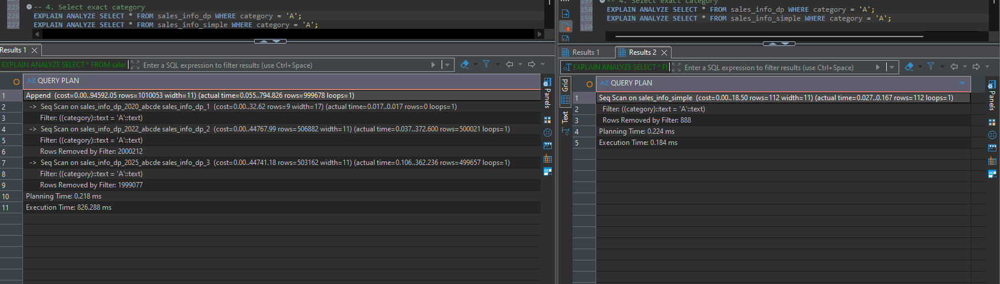 225 -- 4. Select exact category
226 EXPLAIN ANALYZE SELECT * FROM sales_info_dp WHERE category = 'A';
227 EXPLAIN ANALYZE SELECT * FROM sales_info_simple WHERE category = 'A';
Results 1
EXPLAIN ANALYZE SELECT * FROM sales
Enter a SQL expression to filter results (use Ctrl+Space)
A-Z QUERY PLAN
Panels
1 Append (cost=0.00..94592.05 rows=1010053 width=11) (actual time=0.055..794.826 rows=999678 loops=1)
2 -> Seq Scan on sales_info_dp_2020_abcde sales_info_dp_1 (cost=0.00..32.62 rows=9 width=17) (actual time=0.017..0.017 rows=0 loops=1)
3 Filter: ((category)::text = 'A'::text)
4 -> Seq Scan on sales_info_dp_2022_abcde sales_info_dp_2 (cost=0.00..44767.99 rows=506882 width=11) (actual time=0.037..372.600 rows=500021 loops=1)
5 Filter: ((category)::text = 'A'::text)
6 Rows Removed by Filter: 2000212
7 -> Seq Scan on sales_info_dp_2025_abcde sales_info_dp_3 (cost=0.00..44741.18 rows=503162 width=11) (actual time=0.106..362.236 rows=499657 loops=1)
8 Filter: ((category)::text = 'A'::text)
9 Rows Removed by Filter: 1999077
10 Planning Time: 0.218 ms
11 Execution Time: 826.288 ms
157 -- 4. Select exact category
158 EXPLAIN ANALYZE SELECT * FROM sales_info_dp WHERE category = 'A';
159 EXPLAIN ANALYZE SELECT * FROM sales_info_simple WHERE category = 'A';
160
Results 1
Results 2
EXPLAIN ANALYZE SELECT * F
Enter a SQL expression to filter results (use Ctrl+Space)
Grid
Text
A-Z QUERY PLAN
Panels
1 Seq Scan on sales_info_simple (cost=0.00..18.50 rows=112 width=11) (actual time=0.027..0.167 rows=112 loops=1)
2 Filter: ((category)::text = 'A'::text)
3 Rows Removed by Filter: 888
4 Planning Time: 0.224 ms
5 Execution Time: 0.184 ms